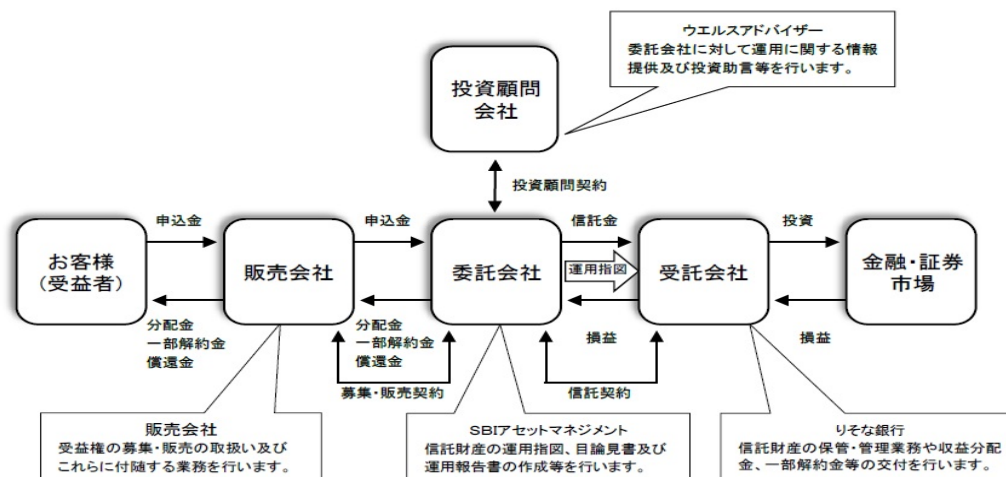 ウエルスアドバイザー
委託会社に対して運用に関する情報
提供及び投資助言等を行います。
投資顧問
会社
投資顧問契約
申込金
申込金
信託金
投資
お客様
(受益者)
販売会社
委託会社
運用指図
受託会社
金融・証券
市場
分配金
一部解約金
償還金
分配金
一部解約金
償還金
損益
損益
募集・販売契約
信託契約
販売会社
受益権の募集・販売の取扱い及び
これらに付随する業務を行います。
SBIアセットマネジメント
信託財産の運用指図、目論見書及び
運用報告書の作成等を行います。
りそな銀行
信託財産の保管・管理業務や収益分配
金、一部解約金等の交付を行います。